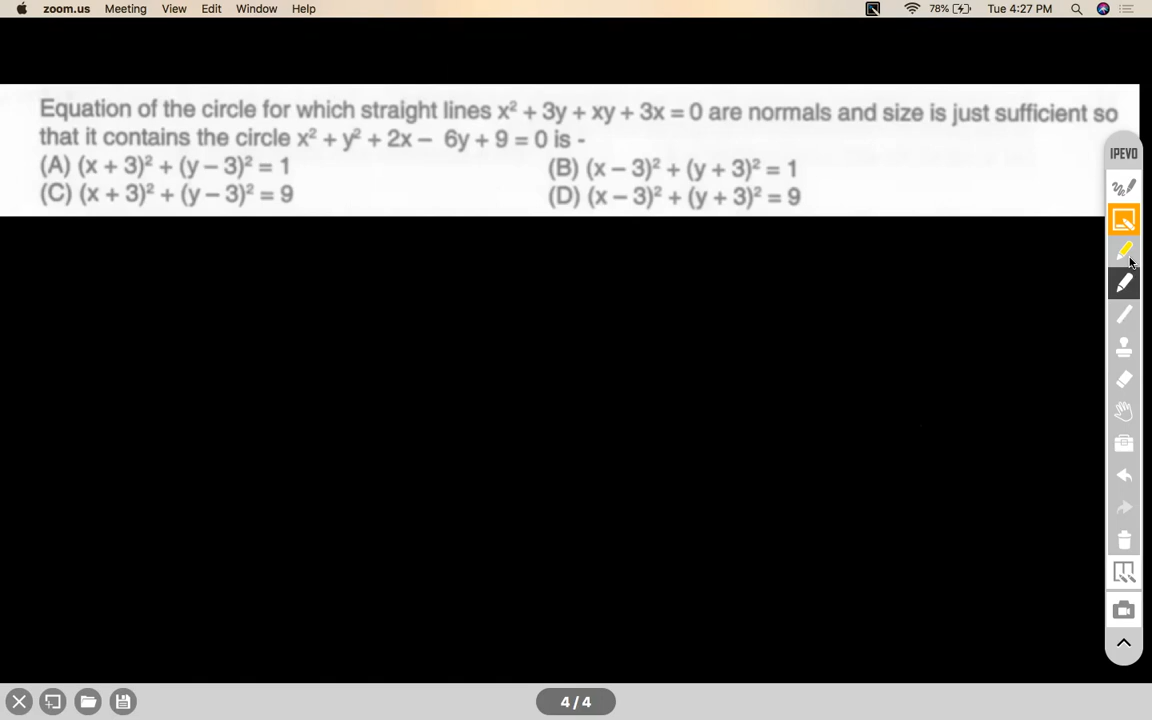 zoom.us Meeting View Edit Window Help 78% Tue 4:27 PM
Equation of the circle for which straight lines x² + 3y + xy + 3x = 0 are normals and size is just sufficient so
that it contains the circle x² + y² + 2x – 6y + 9 = 0 is -
(A) (x + 3)² + (y – 3)² = 1 (B) (x – 3)² + (y + 3)² = 1
(C) (x + 3)² + (y – 3)² = 9 (D) (x – 3)² + (y + 3)² = 9
IPEVO
4 / 4